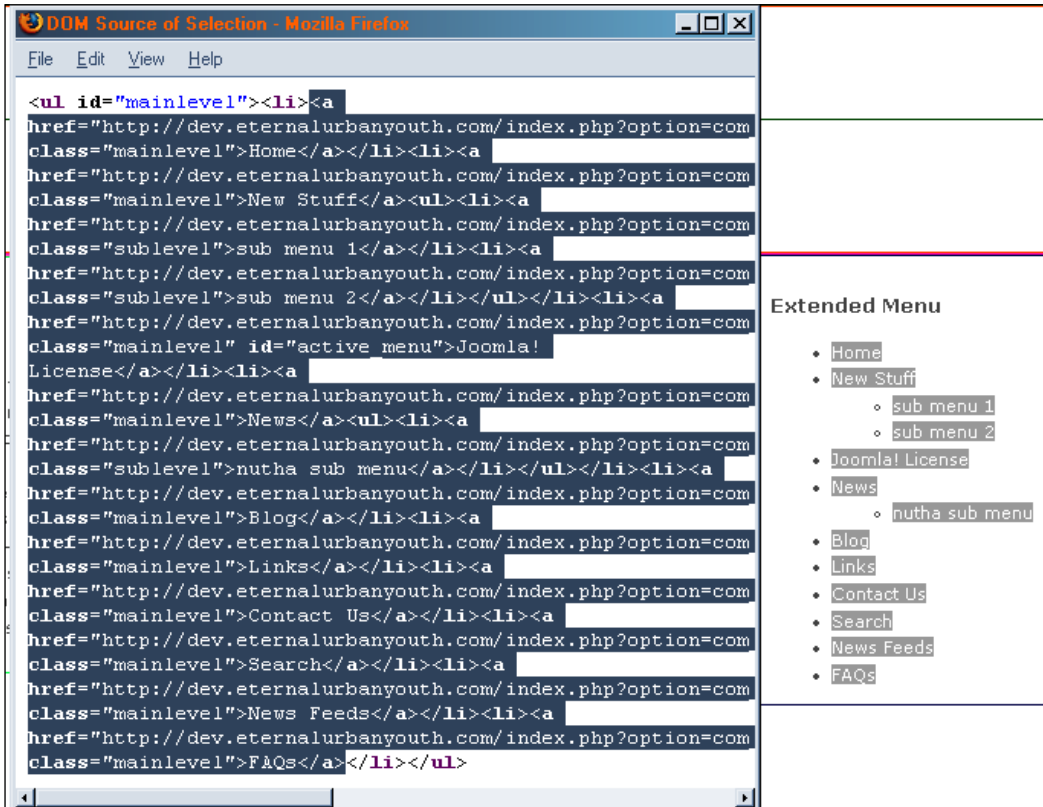 DOM Source of Selection - Mozilla Firefox
File Edit View Help
<ul id="mainlevel"><li><a
href="http://dev.eternalurbanyouth.com/index.php?option=com
class="mainlevel">Home</a></li><li><a
href="http://dev.eternalurbanyouth.com/index.php?option=com
class="mainlevel">New Stuff</a><ul><li><a
href="http://dev.eternalurbanyouth.com/index.php?option=com
class="sublevel">sub menu 1</a></li><li><a
href="http://dev.eternalurbanyouth.com/index.php?option=com
class="sublevel">sub menu 2</a></li></ul></li><li><a
href="http://dev.eternalurbanyouth.com/index.php?option=com
class="mainlevel" id="active_menu">Joomla!
License</a></li><li><a
href="http://dev.eternalurbanyouth.com/index.php?option=com
class="mainlevel">News</a><ul><li><a
href="http://dev.eternalurbanyouth.com/index.php?option=com
class="sublevel">nutha sub menu</a></li></ul></li><li><a
href="http://dev.eternalurbanyouth.com/index.php?option=com
class="mainlevel">Blog</a></li><li><a
href="http://dev.eternalurbanyouth.com/index.php?option=com
class="mainlevel">Links</a></li><li><a
href="http://dev.eternalurbanyouth.com/index.php?option=com
class="mainlevel">Contact Us</a></li><li><a
href="http://dev.eternalurbanyouth.com/index.php?option=com
class="mainlevel">Search</a></li><li><a
href="http://dev.eternalurbanyouth.com/index.php?option=com
class="mainlevel">News Feeds</a></li><li><a
href="http://dev.eternalurbanyouth.com/index.php?option=com
class="mainlevel">FAQs</a></li></ul>
Extended Menu
Home
New Stuff
sub menu 1
sub menu 2
Joomla! License
News
nutha sub menu
Blog
Links
Contact Us
Search
News Feeds
FAQs